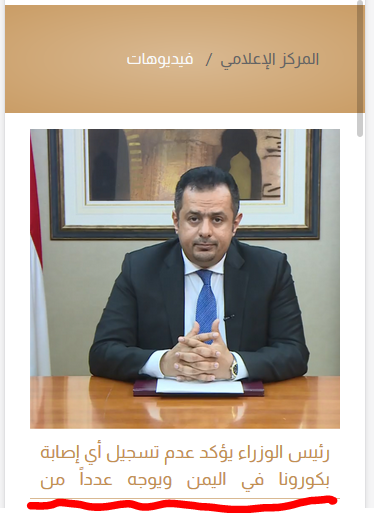 المركز الإعلامي / فيديوهات
رئيس الوزراء يؤكد عدم تسجيل أي إصابة
بكورونا في اليمن ويوجه عدداً من